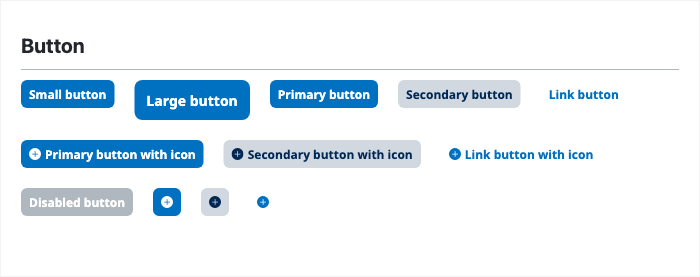 Button
Small button Large button Primary button Secondary button Link button
Primary button with icon Secondary button with icon Link button with icon
Disabled button